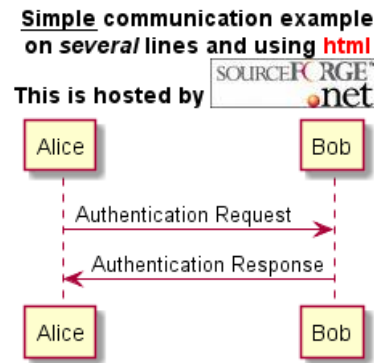 Simple communication example
on several lines and using html
SOURCEFORGE
This is hosted by .net
Alice Bob
Authentication Request
Authentication Response
Alice Bob